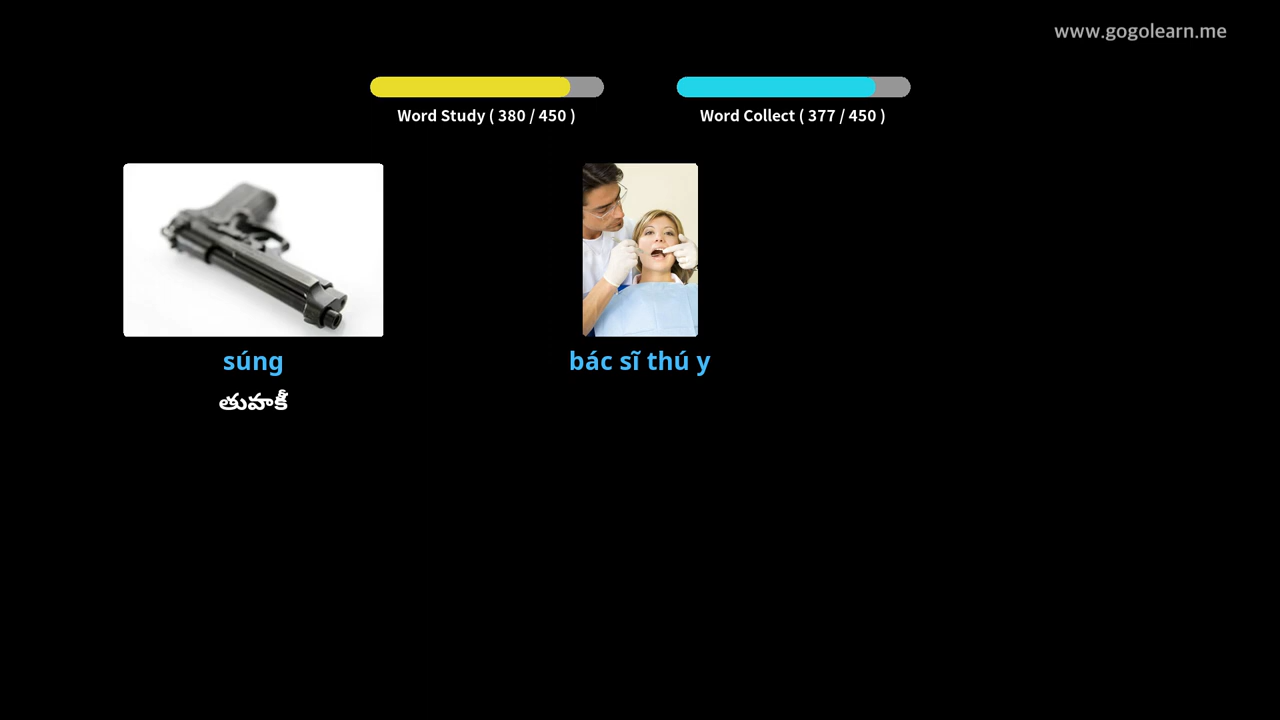 www.gogolearn.me
Word Study ( 380 / 450 )
Word Collect ( 377 / 450 )
súng
bác sĩ thú y
తుపాకీ